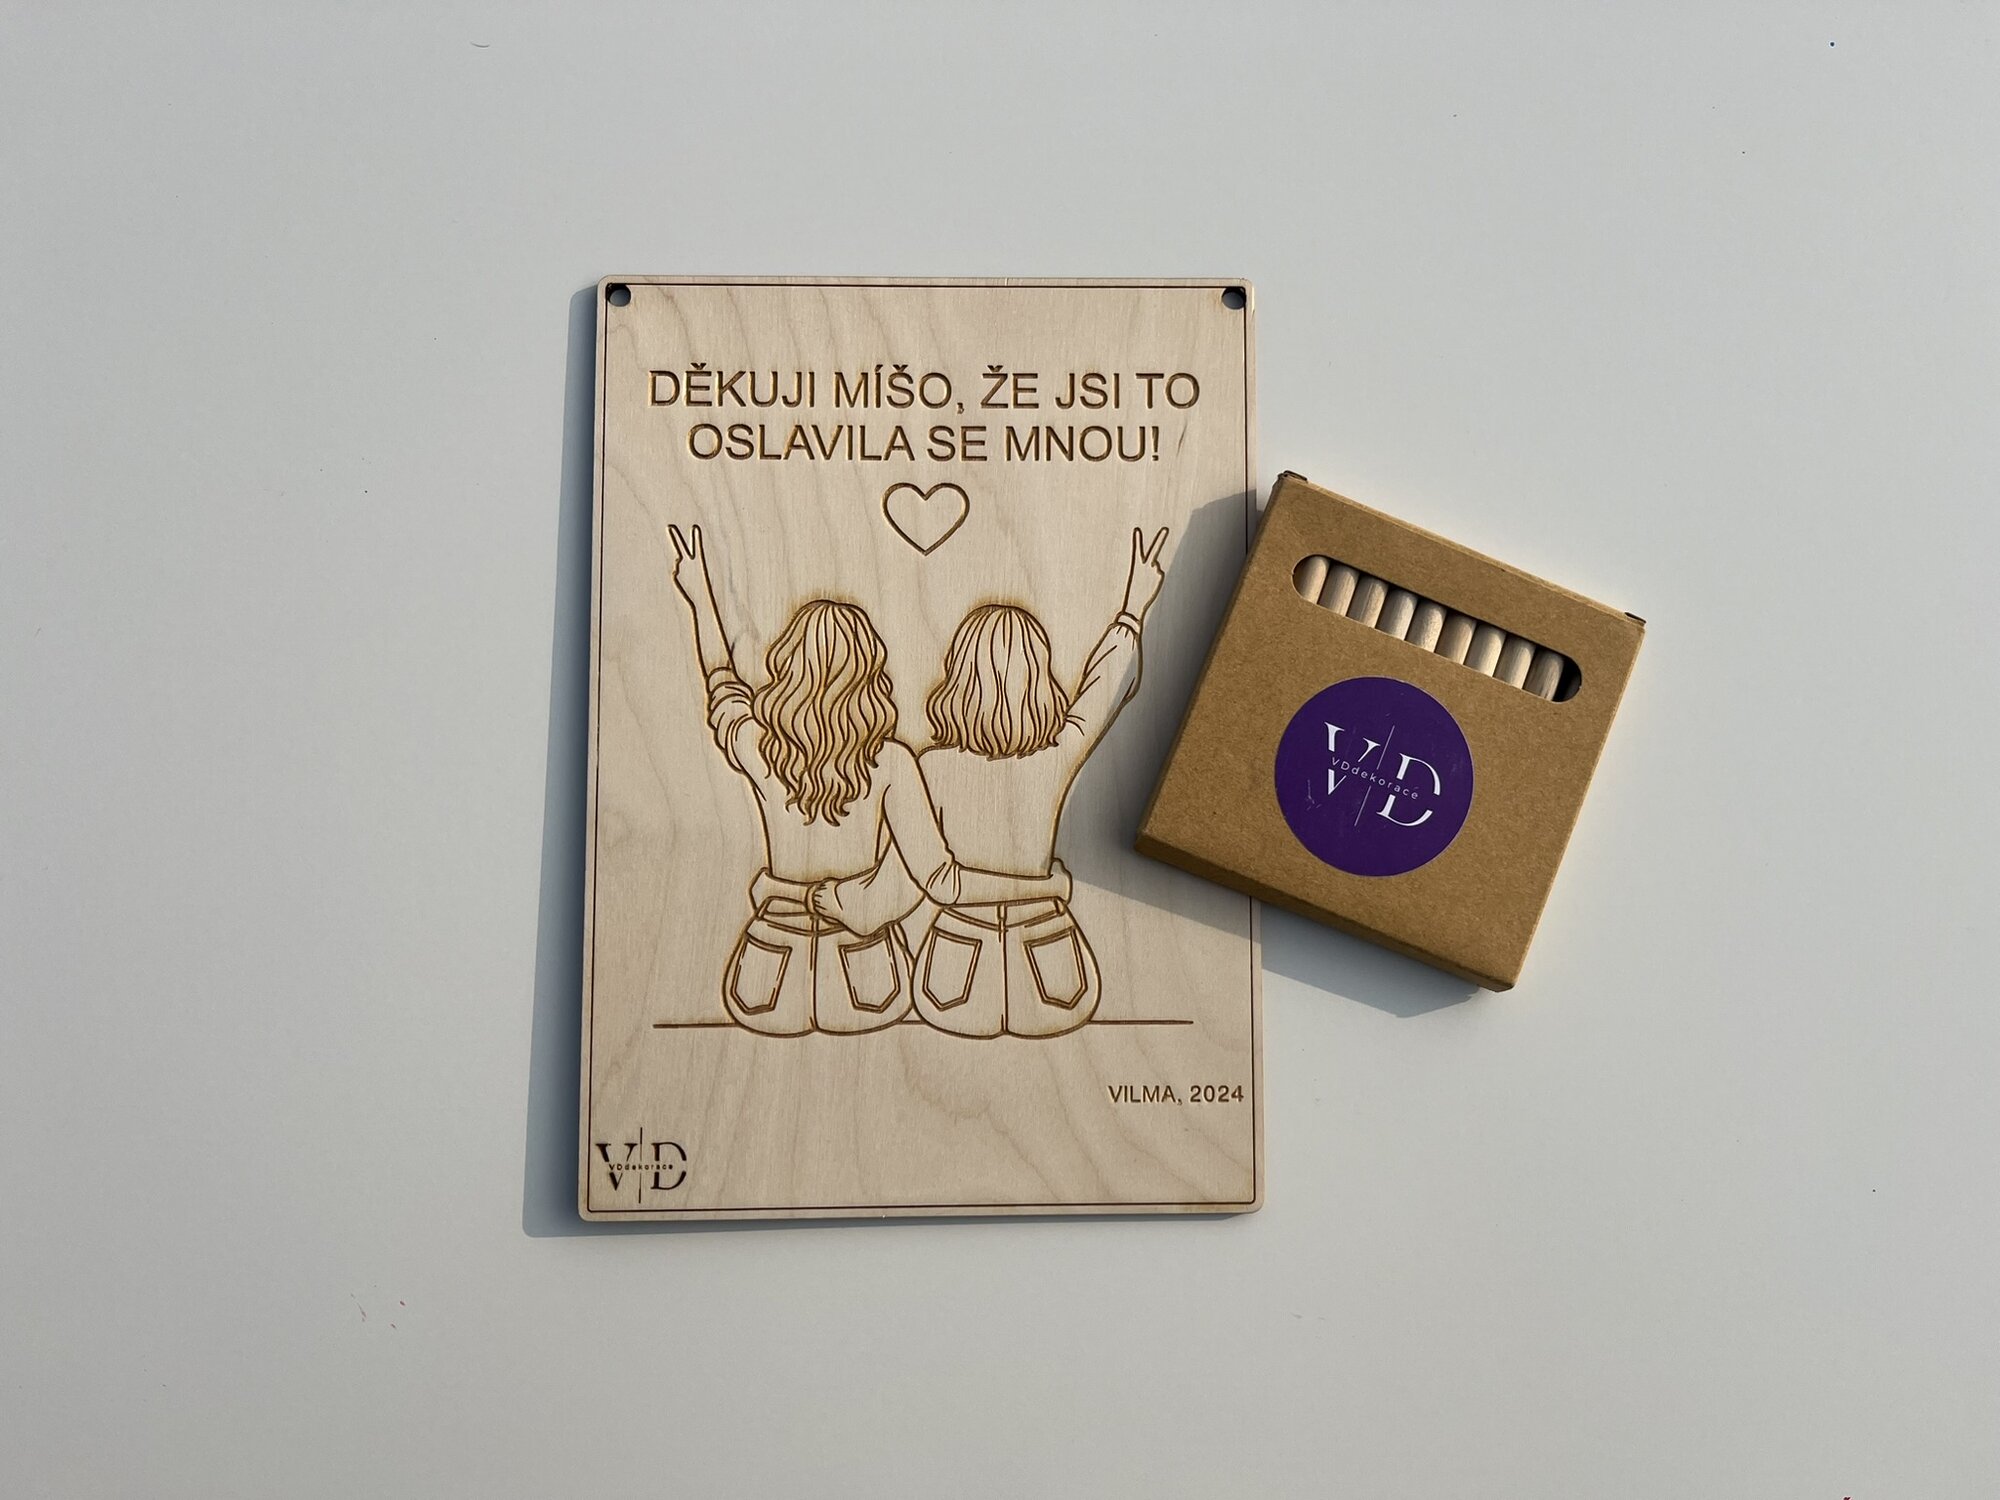 DĚKUJI MÍŠO, ŽE JSI TO
OSLAVILA SE MNOU!
VILMA, 2024
VD
VDdekorace
VD
VDdekorace